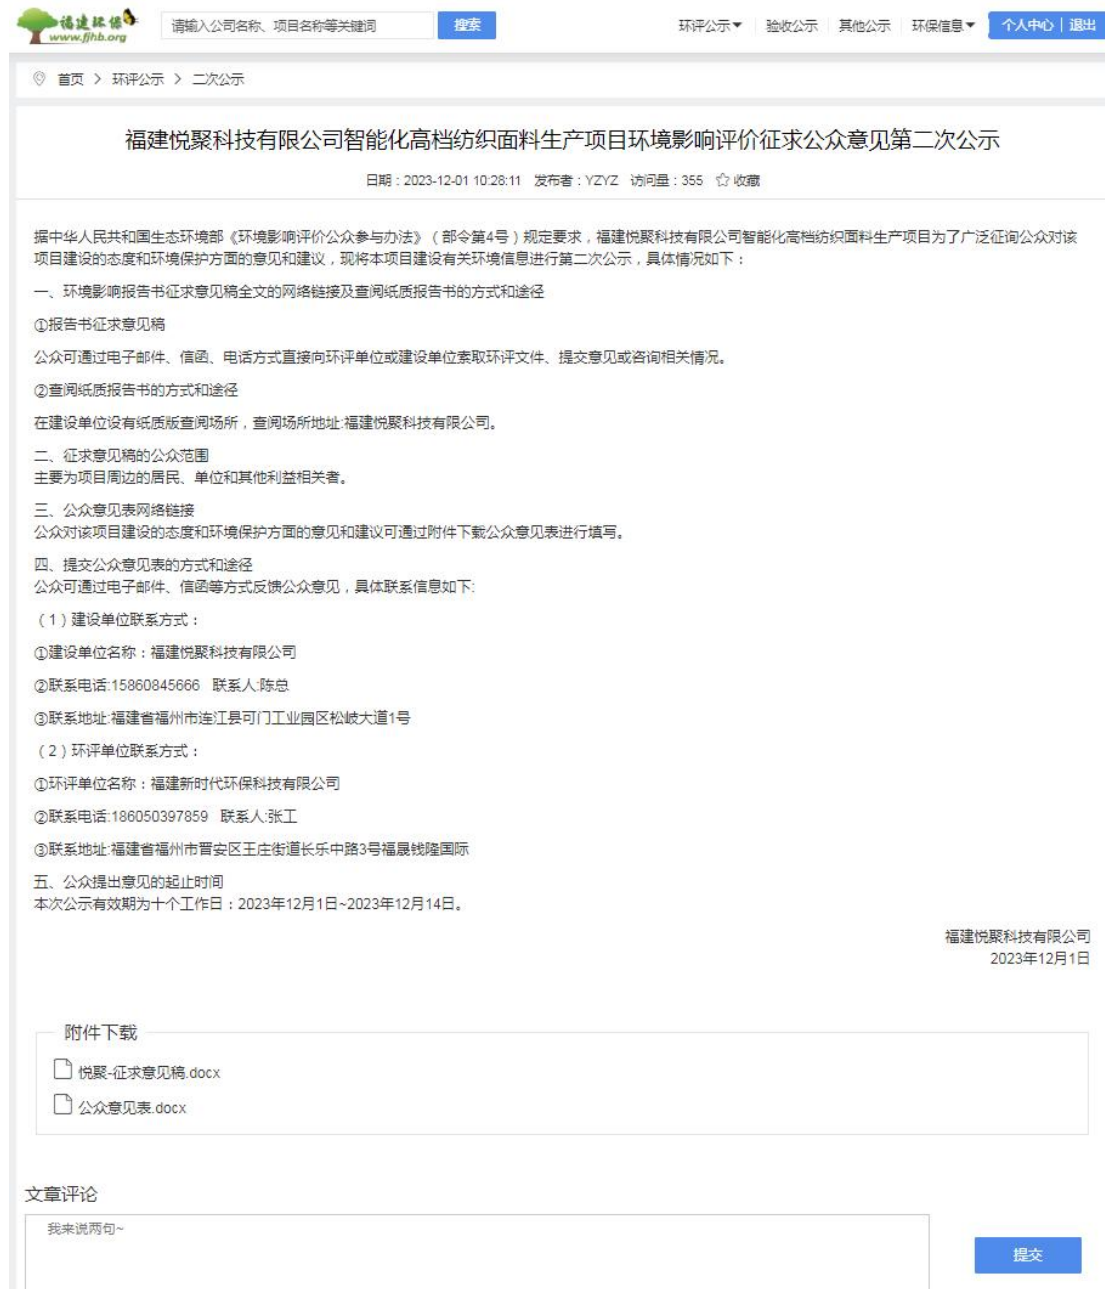 福建环保
www.fjhb.org
请输入公司名称、项目名称等关键词
搜索
环评公示▼
验收公示
其他公示
环保信息▼
个人中心 | 退出
首页 > 环评公示 > 二次公示
福建悦聚科技有限公司智能化高档纺织面料生产项目环境影响评价征求公众意见第二次公示
日期：2023-12-01 10:28:11 发布者：YZYZ 访问量：355 ☆ 收藏
据中华人民共和国生态环境部《环境影响评价公众参与办法》（部令第4号）规定要求，福建悦聚科技有限公司智能化高档纺织面料生产项目为了广泛征询公众对该
项目建设的态度和环境保护方面的意见和建议，现将本项目建设有关环境信息进行第二次公示，具体情况如下：
一、环境影响报告书征求意见稿全文的网络链接及查阅纸质报告书的方式和途径
①报告书征求意见稿
公众可通过电子邮件、信函、电话方式直接向环评单位或建设单位索取环评文件、提交意见或咨询相关情况。
②查阅纸质报告书的方式和途径
在建设单位设有纸质版查阅场所，查阅场所地址:福建悦聚科技有限公司。
二、征求意见稿的公众范围
主要为项目周边的居民、单位和其他利益相关者。
三、公众意见表网络链接
公众对该项目建设的态度和环境保护方面的意见和建议可通过附件下载公众意见表进行填写。
四、提交公众意见表的方式和途径
公众可通过电子邮件、信函等方式反馈公众意见，具体联系信息如下:
（1）建设单位联系方式：
①建设单位名称：福建悦聚科技有限公司
②联系电话:15860845666 联系人:陈总
③联系地址:福建省福州市连江县可门工业园区松岐大道1号
（2）环评单位联系方式：
①环评单位名称：福建新时代环保科技有限公司
②联系电话:186050397859 联系人:张工
③联系地址:福建省福州市晋安区王庄街道长乐中路3号福晟钱隆国际
五、公众提出意见的起止时间
本次公示有效期为十个工作日：2023年12月1日~2023年12月14日。
福建悦聚科技有限公司
2023年12月1日
附件下载
悦聚-征求意见稿.docx
公众意见表.docx
文章评论
我来说两句~
提交